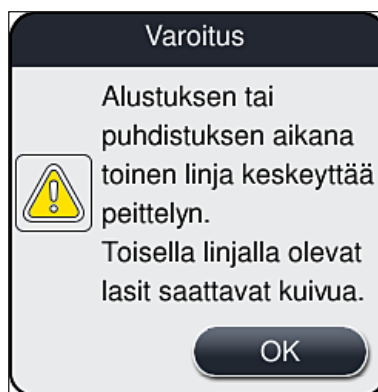 Varoitus
Alustuksen tai
puhdistuksen aikana
toinen linja keskeyttää
peittelyn.
Toisella linjalla olevat
lasit saattavat kuivua.
OK